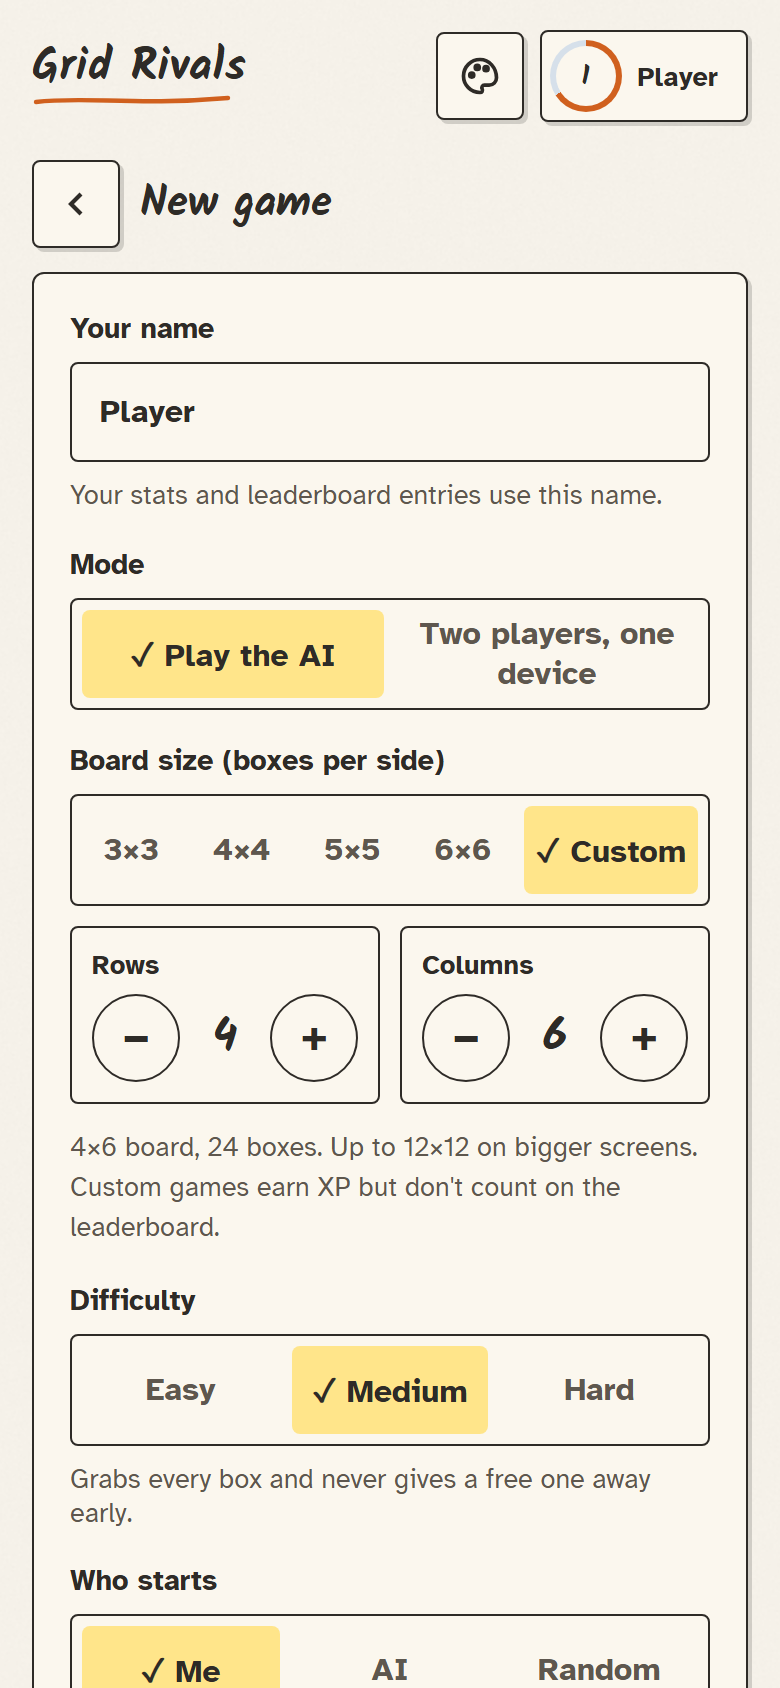 Grid Rivals
1
Player
New game
Your name
Player
Your stats and leaderboard entries use this name.
Mode
✓ Play the AI
Two players, one
device
Board size (boxes per side)
3×3 4×4 5×5 6×6 ✓ Custom
Rows
− 4 +
Columns
− 6 +
4×6 board, 24 boxes. Up to 12×12 on bigger screens.
Custom games earn XP but don't count on the
leaderboard.
Difficulty
Easy ✓ Medium Hard
Grabs every box and never gives a free one away
early.
Who starts
✓ Me AI Random